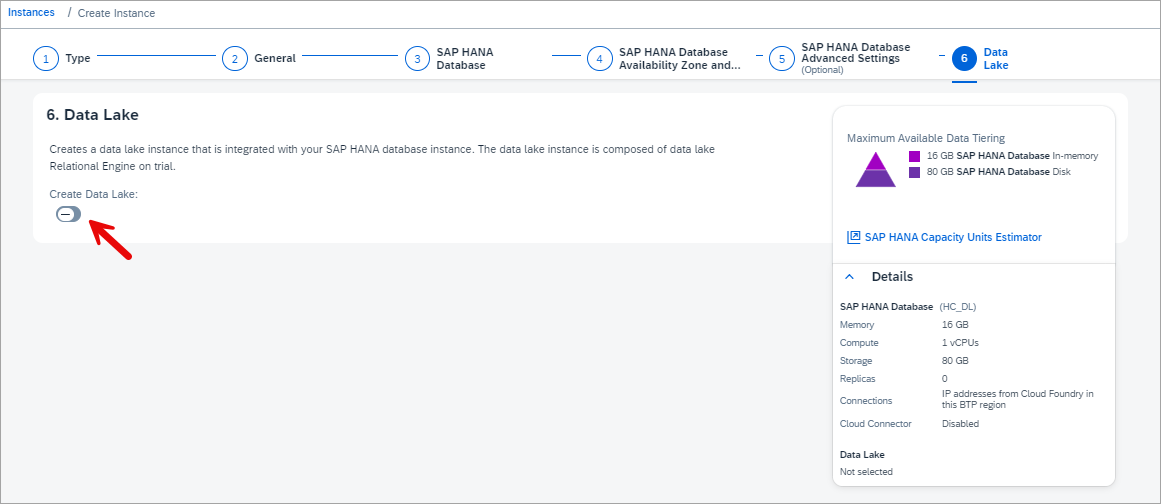 Instances / Create Instance
1 Type
2 General
3 SAP HANA
Database
4 SAP HANA Database
Availability Zone and...
5 SAP HANA Database
Advanced Settings
(Optional)
6 Data
Lake
6. Data Lake
Creates a data lake instance that is integrated with your SAP HANA database instance. The data lake instance is composed of data lake
Relational Engine on trial.
Create Data Lake:
Maximum Available Data Tiering
16 GB SAP HANA Database In-memory
80 GB SAP HANA Database Disk
SAP HANA Capacity Units Estimator
Details
SAP HANA Database (HC_DL)
Memory 16 GB
Compute 1 vCPUs
Storage 80 GB
Replicas 0
Connections IP addresses from Cloud Foundry in
this BTP region
Cloud Connector Disabled
Data Lake
Not selected